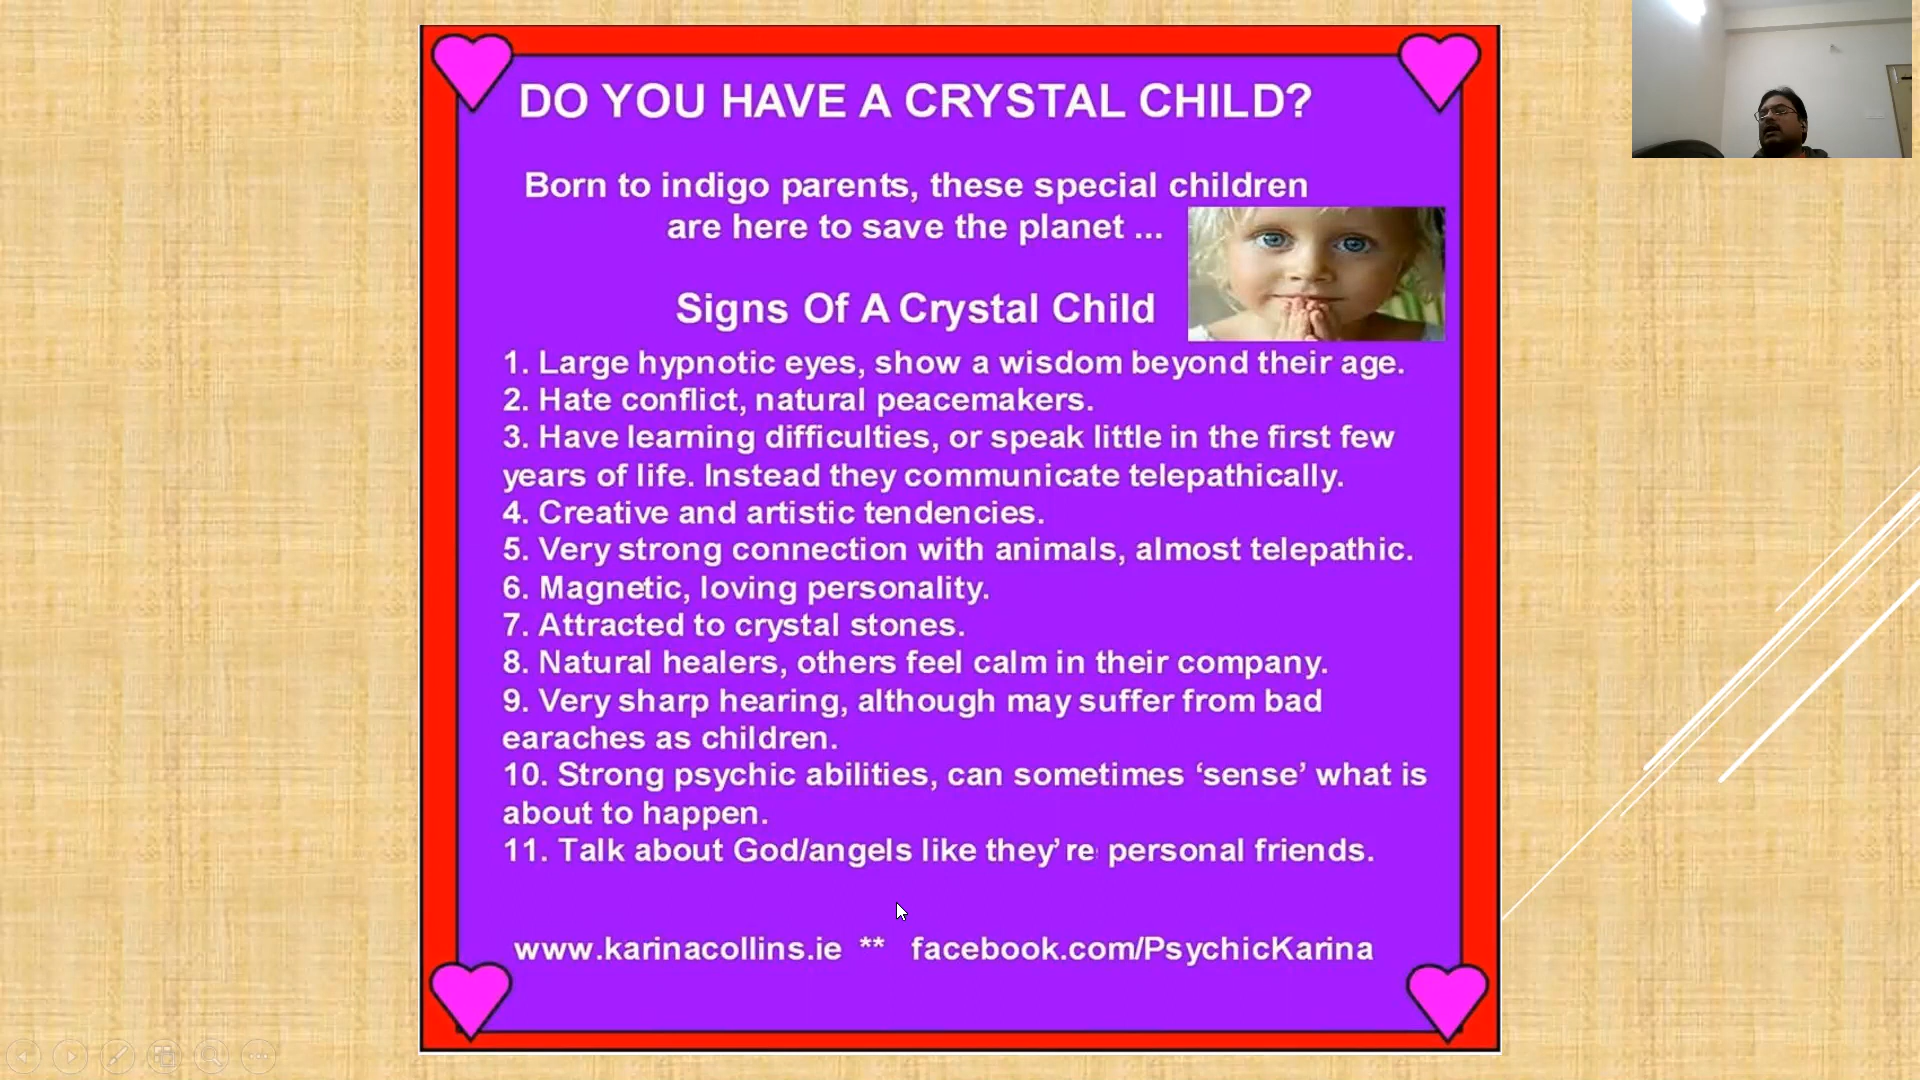 DO YOU HAVE A CRYSTAL CHILD?
Born to indigo parents, these special children
are here to save the planet ...
Signs Of A Crystal Child
1. Large hypnotic eyes, show a wisdom beyond their age.
2. Hate conflict, natural peacemakers.
3. Have learning difficulties, or speak little in the first few
years of life. Instead they communicate telepathically.
4. Creative and artistic tendencies.
5. Very strong connection with animals, almost telepathic.
6. Magnetic, loving personality.
7. Attracted to crystal stones.
8. Natural healers, others feel calm in their company.
9. Very sharp hearing, although may suffer from bad
earaches as children.
10. Strong psychic abilities, can sometimes ‘sense’ what is
about to happen.
11. Talk about God/angels like they’re personal friends.
www.karinacollins.ie ** facebook.com/PsychicKarina